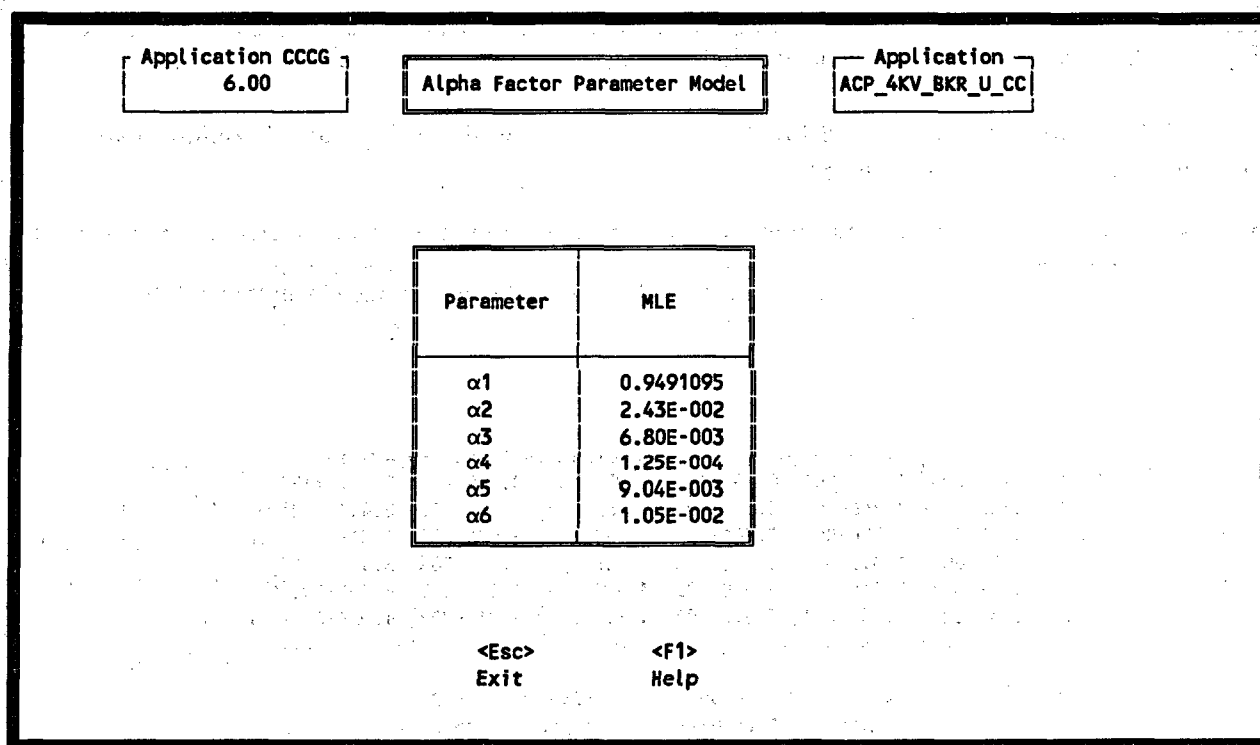 Application CCCG
6.00
Alpha Factor Parameter Model
Application
ACP_4KV_BKR_U_CC
Parameter MLE
α1 0.9491095
α2 2.43E-002
α3 6.80E-003
α4 1.25E-004
α5 9.04E-003
α6 1.05E-002
<Esc> <F1>
Exit Help